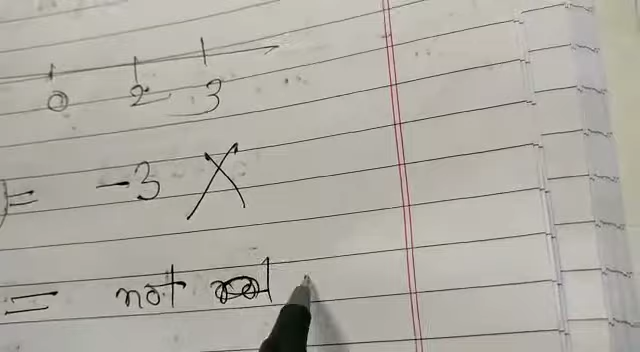 0 2 3
) = -3 X
= not